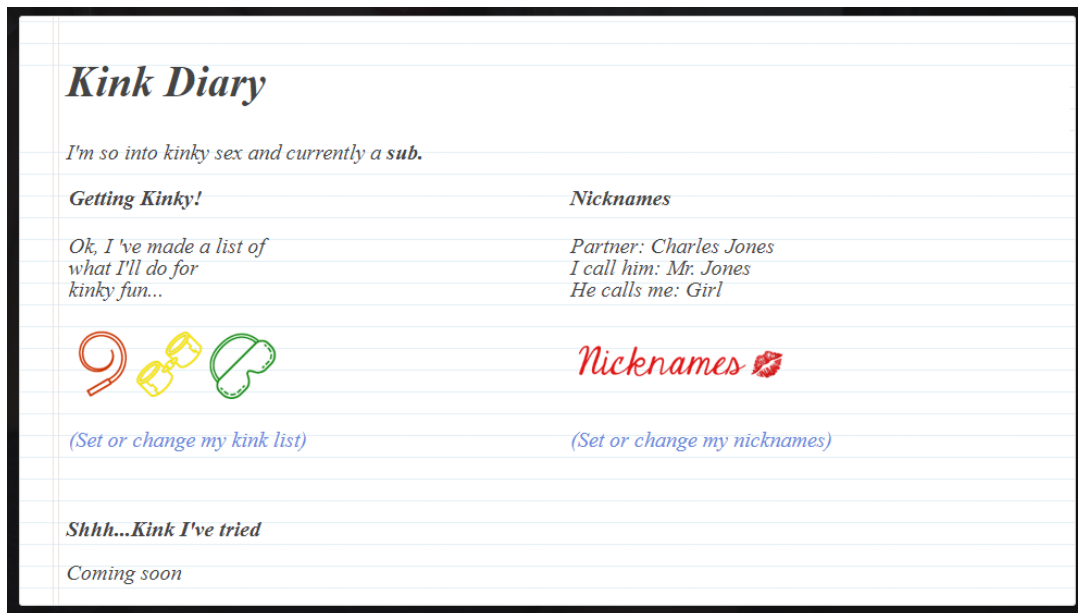 Kink Diary
I'm so into kinky sex and currently a sub.
Getting Kinky!
Ok, I 've made a list of
what I'll do for
kinky fun...
(Set or change my kink list)
Nicknames
Partner: Charles Jones
I call him: Mr. Jones
He calls me: Girl
Nicknames
(Set or change my nicknames)
Shhh...Kink I've tried
Coming soon